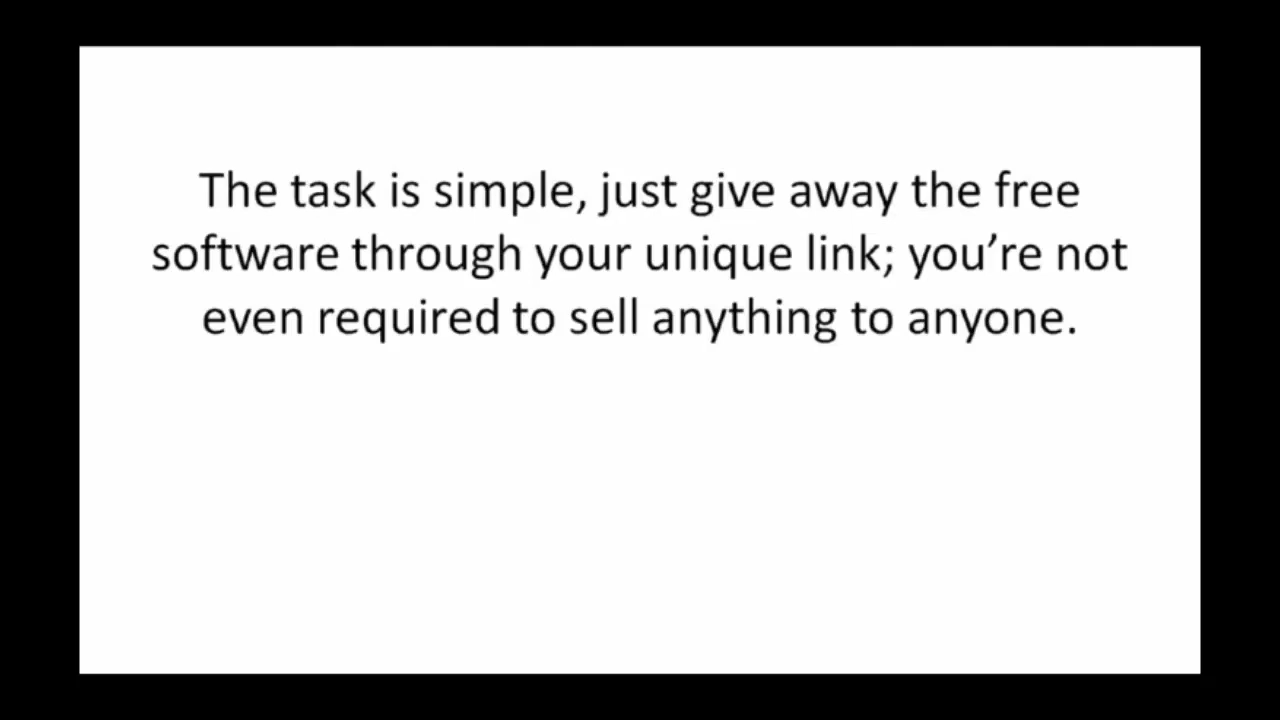 The task is simple, just give away the free
software through your unique link; you’re not
even required to sell anything to anyone.